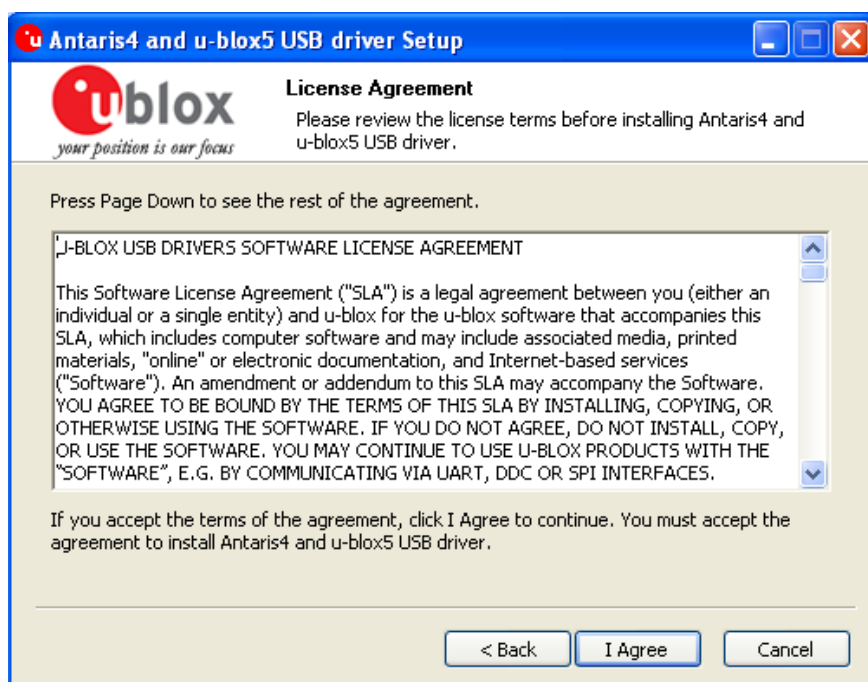 Antaris4 and u-blox5 USB driver Setup
ublox
your position is our focus
License Agreement
Please review the license terms before installing Antaris4 and
u-blox5 USB driver.
Press Page Down to see the rest of the agreement.
U-BLOX USB DRIVERS SOFTWARE LICENSE AGREEMENT
This Software License Agreement ("SLA") is a legal agreement between you (either an
individual or a single entity) and u-blox for the u-blox software that accompanies this
SLA, which includes computer software and may include associated media, printed
materials, "online" or electronic documentation, and Internet-based services
("Software"). An amendment or addendum to this SLA may accompany the Software.
YOU AGREE TO BE BOUND BY THE TERMS OF THIS SLA BY INSTALLING, COPYING, OR
OTHERWISE USING THE SOFTWARE. IF YOU DO NOT AGREE, DO NOT INSTALL, COPY,
OR USE THE SOFTWARE. YOU MAY CONTINUE TO USE U-BLOX PRODUCTS WITH THE
“SOFTWARE”, E.G. BY COMMUNICATING VIA UART, DDC OR SPI INTERFACES.
If you accept the terms of the agreement, click I Agree to continue. You must accept the
agreement to install Antaris4 and u-blox5 USB driver.
< Back
I Agree
Cancel